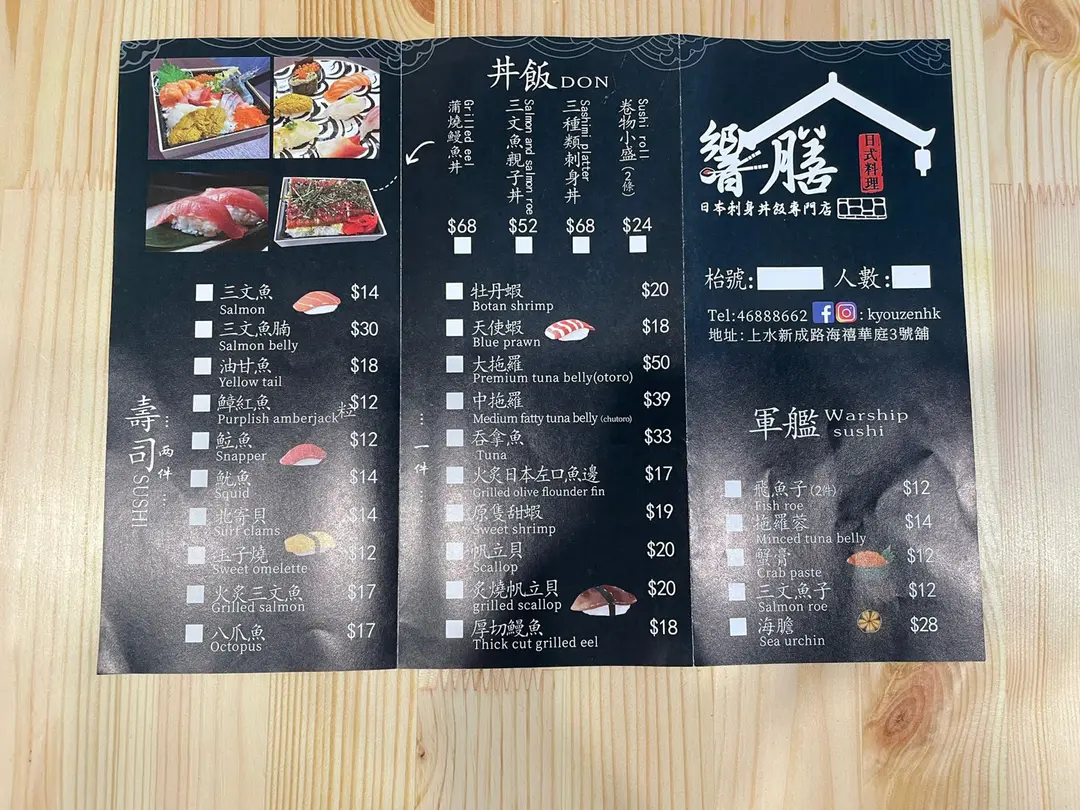 壽司 SUSHI
… 两件 …
三文魚 $14
Salmon
三文魚腩 $30
Salmon belly
油甘魚 $18
Yellow tail
鱆紅魚 粒 $12
Purplish amberjack
鯰魚 $12
Snapper
魷魚 $14
Squid
北寄貝 $14
Surf clams
玉子燒 $12
Sweet omelette
火炙三文魚 $17
Grilled salmon
八爪魚 $17
Octopus
丼飯 DON
蒲燒鰻魚丼
Grilled eel
$68
三文魚親子丼
Salmon and salmon roe
$52
三種類刺身丼
Sashimi platter
$68
卷物小盛(2條)
Sushi roll
$24
… 一件 …
牡丹蝦 $20
Botan shrimp
天使蝦 $18
Blue prawn
大拖羅 $50
Premium tuna belly(otoro)
中拖羅 $39
Medium fatty tuna belly (chutoro)
吞拿魚 $33
Tuna
火炙日本左口魚邊 $17
Grilled olive flounder fin
原隻甜蝦 $19
Sweet shrimp
帆立貝 $20
Scallop
炙燒帆立貝 $20
grilled scallop
厚切鰻魚 $18
Thick cut grilled eel
響膳
日式料理
日本刺身丼飯專門店
枱號: 人數:
Tel:46888662 : kyouzenhk
地址:上水新成路海禧華庭3號舖
軍艦 Warship sushi
飛魚子(2件) $12
Fish roe
拖羅蓉 $14
Minced tuna belly
蟹膏 $12
Crab paste
三文魚子 $12
Salmon roe
海膽 $28
Sea urchin